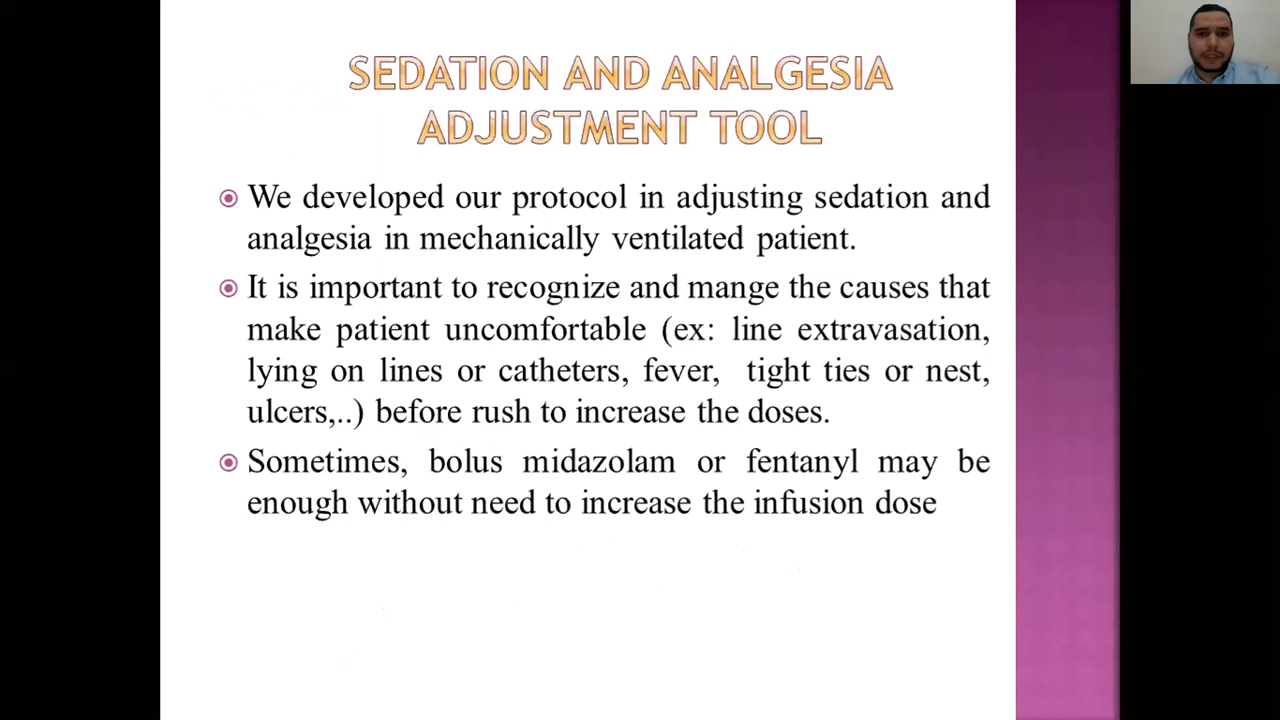 SEDATION AND ANALGESIA
ADJUSTMENT TOOL
We developed our protocol in adjusting sedation and
analgesia in mechanically ventilated patient.
It is important to recognize and mange the causes that
make patient uncomfortable (ex: line extravasation,
lying on lines or catheters, fever, tight ties or nest,
ulcers,..) before rush to increase the doses.
Sometimes, bolus midazolam or fentanyl may be
enough without need to increase the infusion dose